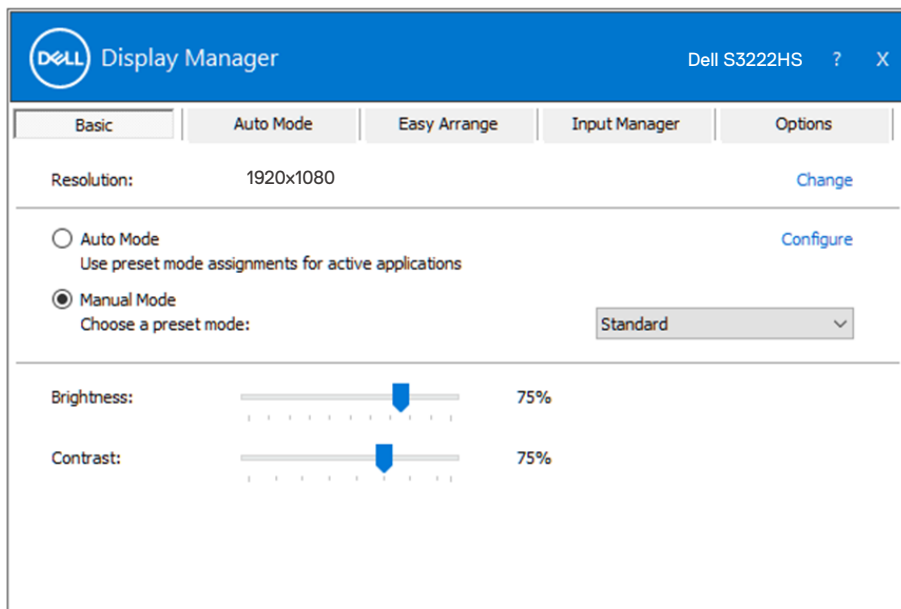 DELL Display Manager Dell S3222HS ? X
Basic Auto Mode Easy Arrange Input Manager Options
Resolution: 1920x1080 Change
Auto Mode Configure
Use preset mode assignments for active applications
Manual Mode
Choose a preset mode: Standard
Brightness: 75%
Contrast: 75%